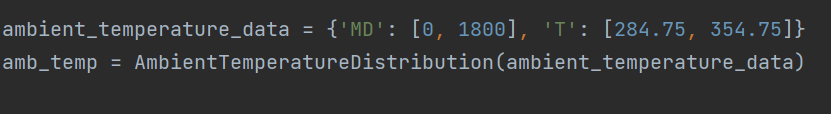 ambient_temperature_data = {'MD': [0, 1800], 'T': [284.75, 354.75]}
amb_temp = AmbientTemperatureDistribution(ambient_temperature_data)